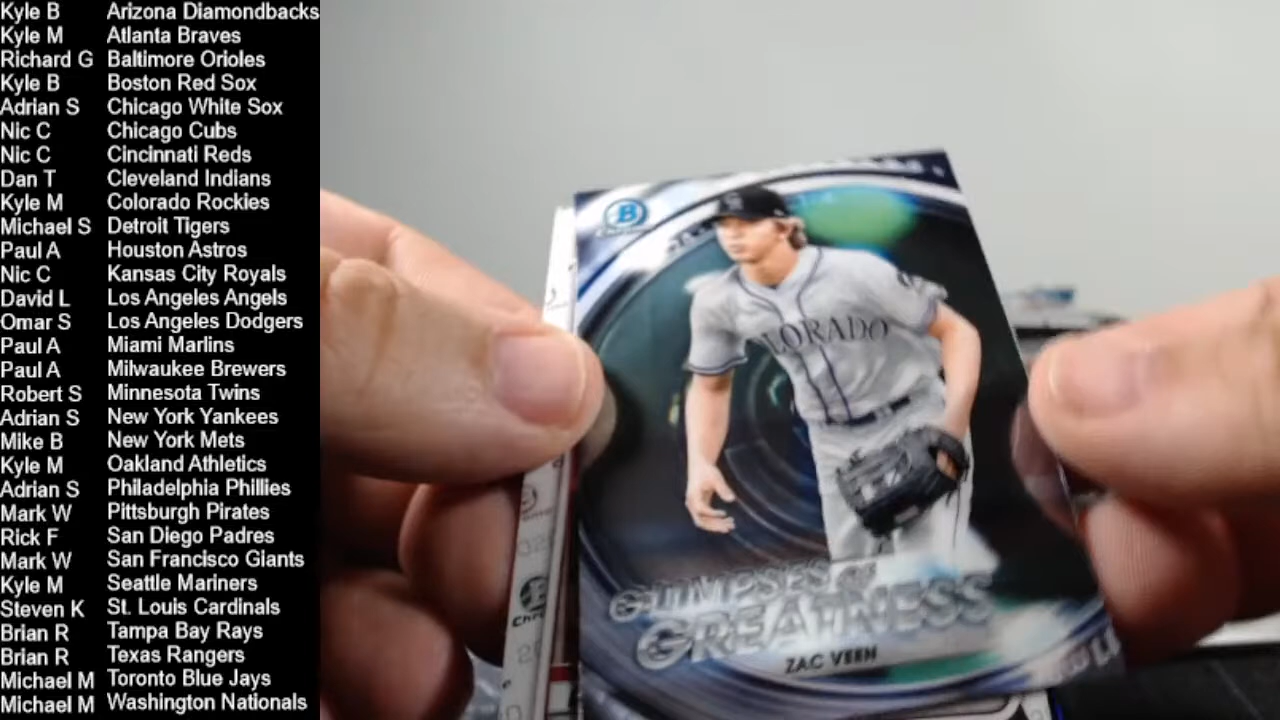 Kyle B Arizona Diamondbacks
Kyle M Atlanta Braves
Richard G Baltimore Orioles
Kyle B Boston Red Sox
Adrian S Chicago White Sox
Nic C Chicago Cubs
Nic C Cincinnati Reds
Dan T Cleveland Indians
Kyle M Colorado Rockies
Michael S Detroit Tigers
Paul A Houston Astros
Nic C Kansas City Royals
David L Los Angeles Angels
Omar S Los Angeles Dodgers
Paul A Miami Marlins
Paul A Milwaukee Brewers
Robert S Minnesota Twins
Adrian S New York Yankees
Mike B New York Mets
Kyle M Oakland Athletics
Adrian S Philadelphia Phillies
Mark W Pittsburgh Pirates
Rick F San Diego Padres
Mark W San Francisco Giants
Kyle M Seattle Mariners
Steven K St. Louis Cardinals
Brian R Tampa Bay Rays
Brian R Texas Rangers
Michael M Toronto Blue Jays
Michael M Washington Nationals
B
LORADO
GLIMPSES OF
GREATNESS
ZAC VEEN